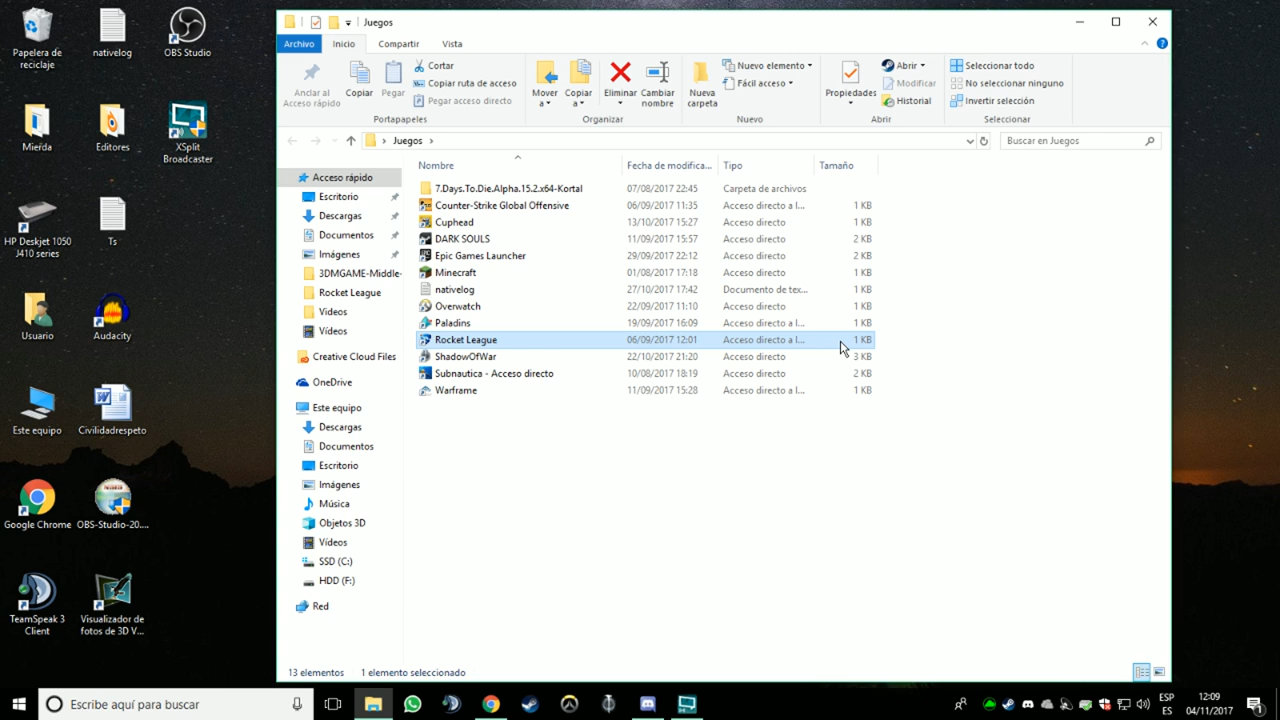 Papelera de
reciclaje
nativelog
OBS Studio
Mierda
Editores
XSplit
Broadcaster
HP Deskjet 1050
J410 series
Ts
Usuario
Audacity
Este equipo
Civilidadrespeto
Google Chrome
OBS-Studio-20....
TeamSpeak 3
Client
Visualizador de
fotos de 3D V...
Juegos
Archivo
Inicio
Compartir
Vista
Anclar al
Acceso rápido
Copiar
Pegar
Cortar
Copiar ruta de acceso
Pegar acceso directo
Portapapeles
Mover
a
Copiar
a
Eliminar
Cambiar
nombre
Organizar
Nueva
carpeta
Nuevo elemento
Fácil acceso
Nuevo
Propiedades
Abrir
Modificar
Historial
Abrir
Seleccionar todo
No seleccionar ninguno
Invertir selección
Seleccionar
Juegos
Buscar en Juegos
Acceso rápido
Escritorio
Descargas
Documentos
Imágenes
3DMGAME-Middle-
Rocket League
Videos
Vídeos
Creative Cloud Files
OneDrive
Este equipo
Descargas
Documentos
Escritorio
Imágenes
Música
Objetos 3D
Vídeos
SSD (C:)
HDD (F:)
Red
Nombre Fecha de modifica... Tipo Tamaño
7.Days.To.Die.Alpha.15.2.x64-Kortal 07/08/2017 22:45 Carpeta de archivos
Counter-Strike Global Offensive 06/09/2017 11:35 Acceso directo a I... 1 KB
Cuphead 13/10/2017 15:27 Acceso directo 1 KB
DARK SOULS 11/09/2017 15:57 Acceso directo 2 KB
Epic Games Launcher 29/09/2017 22:12 Acceso directo 2 KB
Minecraft 01/08/2017 17:18 Acceso directo 1 KB
nativelog 27/10/2017 17:42 Documento de tex... 1 KB
Overwatch 22/09/2017 11:10 Acceso directo 1 KB
Paladins 19/09/2017 16:09 Acceso directo a I... 1 KB
Rocket League 06/09/2017 12:01 Acceso directo a I... 1 KB
ShadowOfWar 22/10/2017 21:20 Acceso directo 3 KB
Subnautica - Acceso directo 10/08/2017 18:19 Acceso directo 2 KB
Warframe 11/09/2017 15:28 Acceso directo a I... 1 KB
13 elementos 1 elemento seleccionado
Escribe aquí para buscar
ESP
ES
12:09
04/11/2017
1